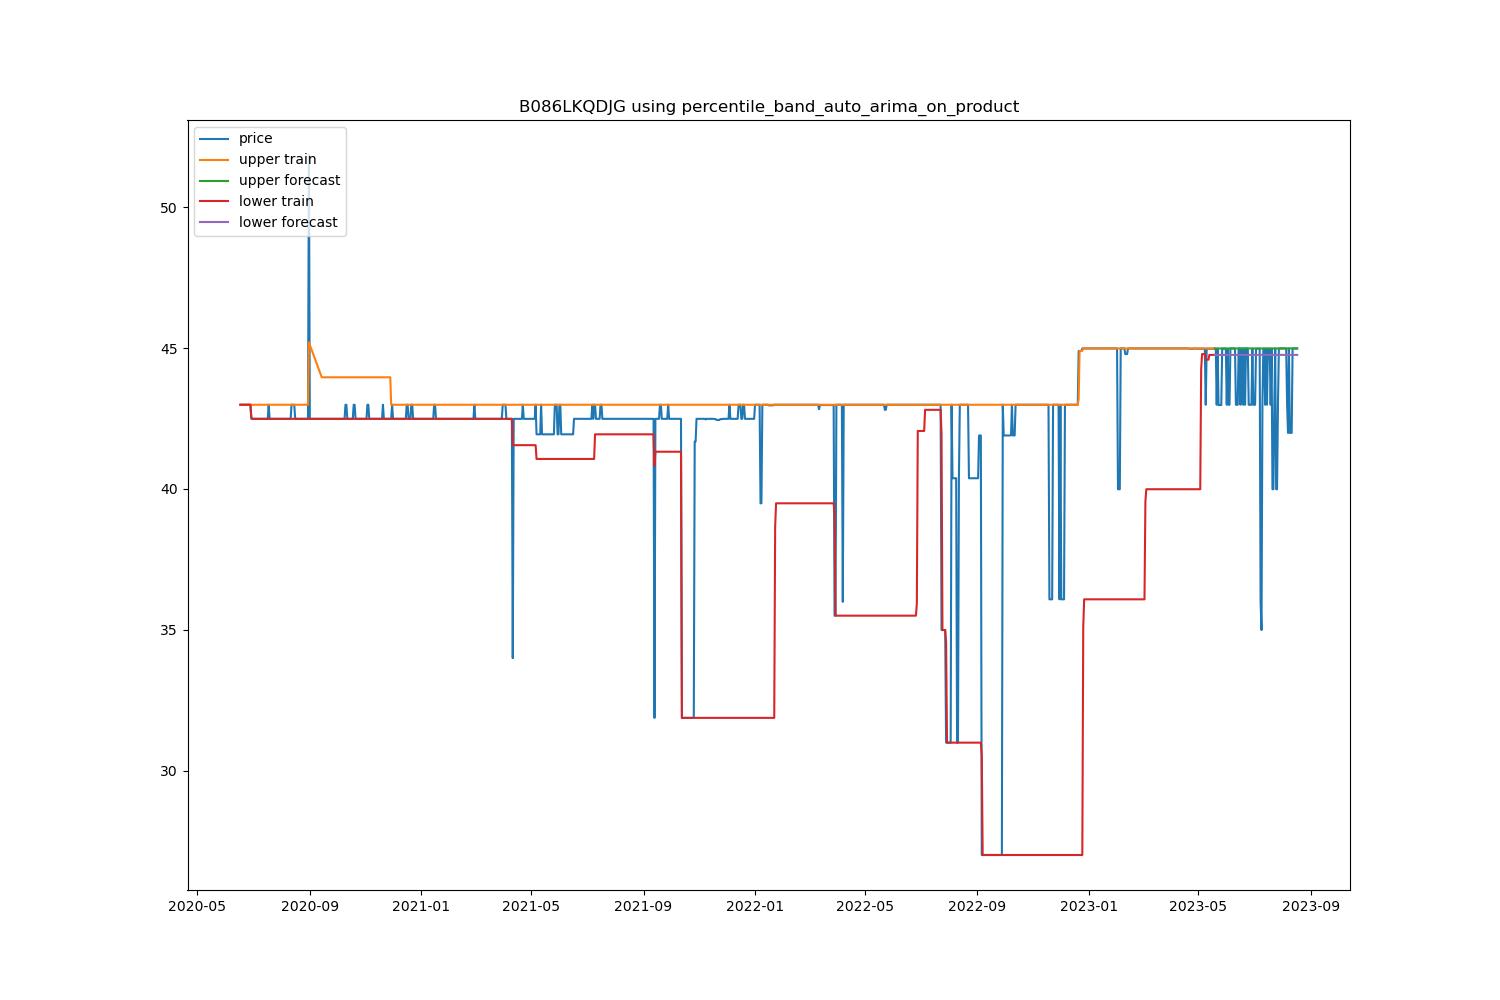 B086LKQDJG using percentile_band_auto_arima_on_product
price
upper train
upper forecast
lower train
lower forecast
50
45
40
35
30
2020-05 2020-09 2021-01 2021-05 2021-09 2022-01 2022-05 2022-09 2023-01 2023-05 2023-09